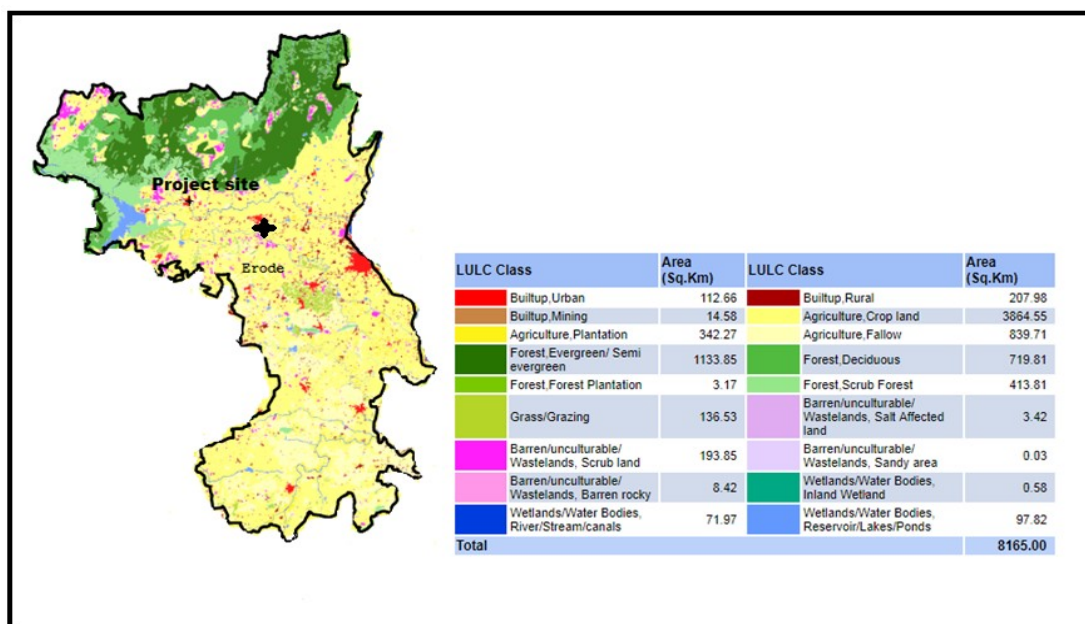 Project site
Erode
LULC Class Area LULC Class Area
(Sq.Km) (Sq.Km)
Builtup,Urban 112.66 Builtup,Rural 207.98
Builtup,Mining 14.58 Agriculture,Crop land 3864.55
Agriculture,Plantation 342.27 Agriculture,Fallow 839.71
Forest,Evergreen/ Semi 1133.85 Forest,Deciduous 719.81
evergreen
Forest,Forest Plantation 3.17 Forest,Scrub Forest 413.81
Grass/Grazing 136.53 Barren/unculturable/
Wastelands, Salt Affected 3.42
land
Barren/unculturable/ 193.85 Barren/unculturable/ 0.03
Wastelands, Scrub land Wastelands, Sandy area
Barren/unculturable/ 8.42 Wetlands/Water Bodies, 0.58
Wastelands, Barren rocky Inland Wetland
Wetlands/Water Bodies, 71.97 Wetlands/Water Bodies, 97.82
River/Stream/canals Reservoir/Lakes/Ponds
Total 8165.00